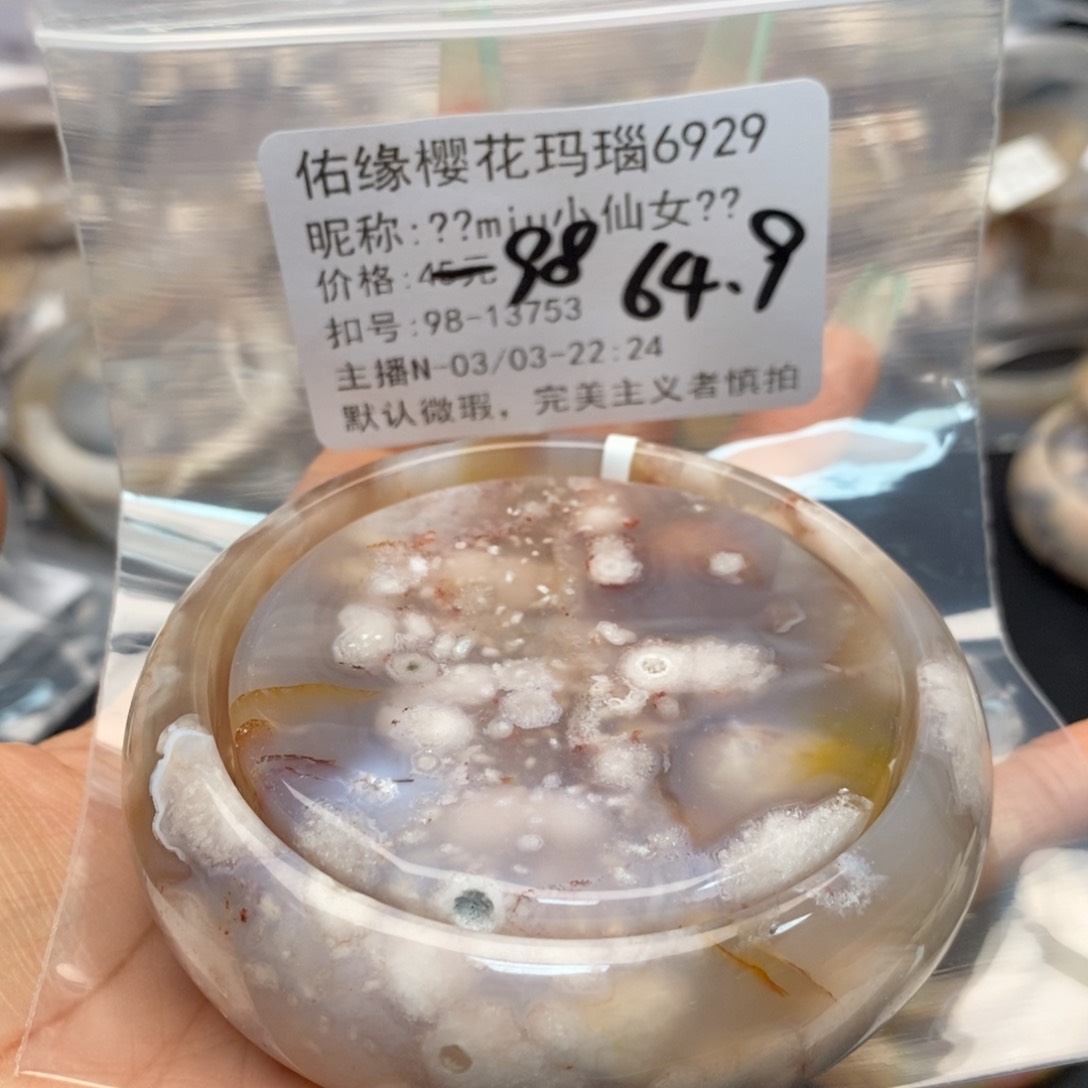 佑缘樱花玛瑙6929
昵称:??miu小仙女??
价格:45元 98 64.9
扣号:98-13753
主播N-03/03-22:24
默认微瑕，完美主义者慎拍